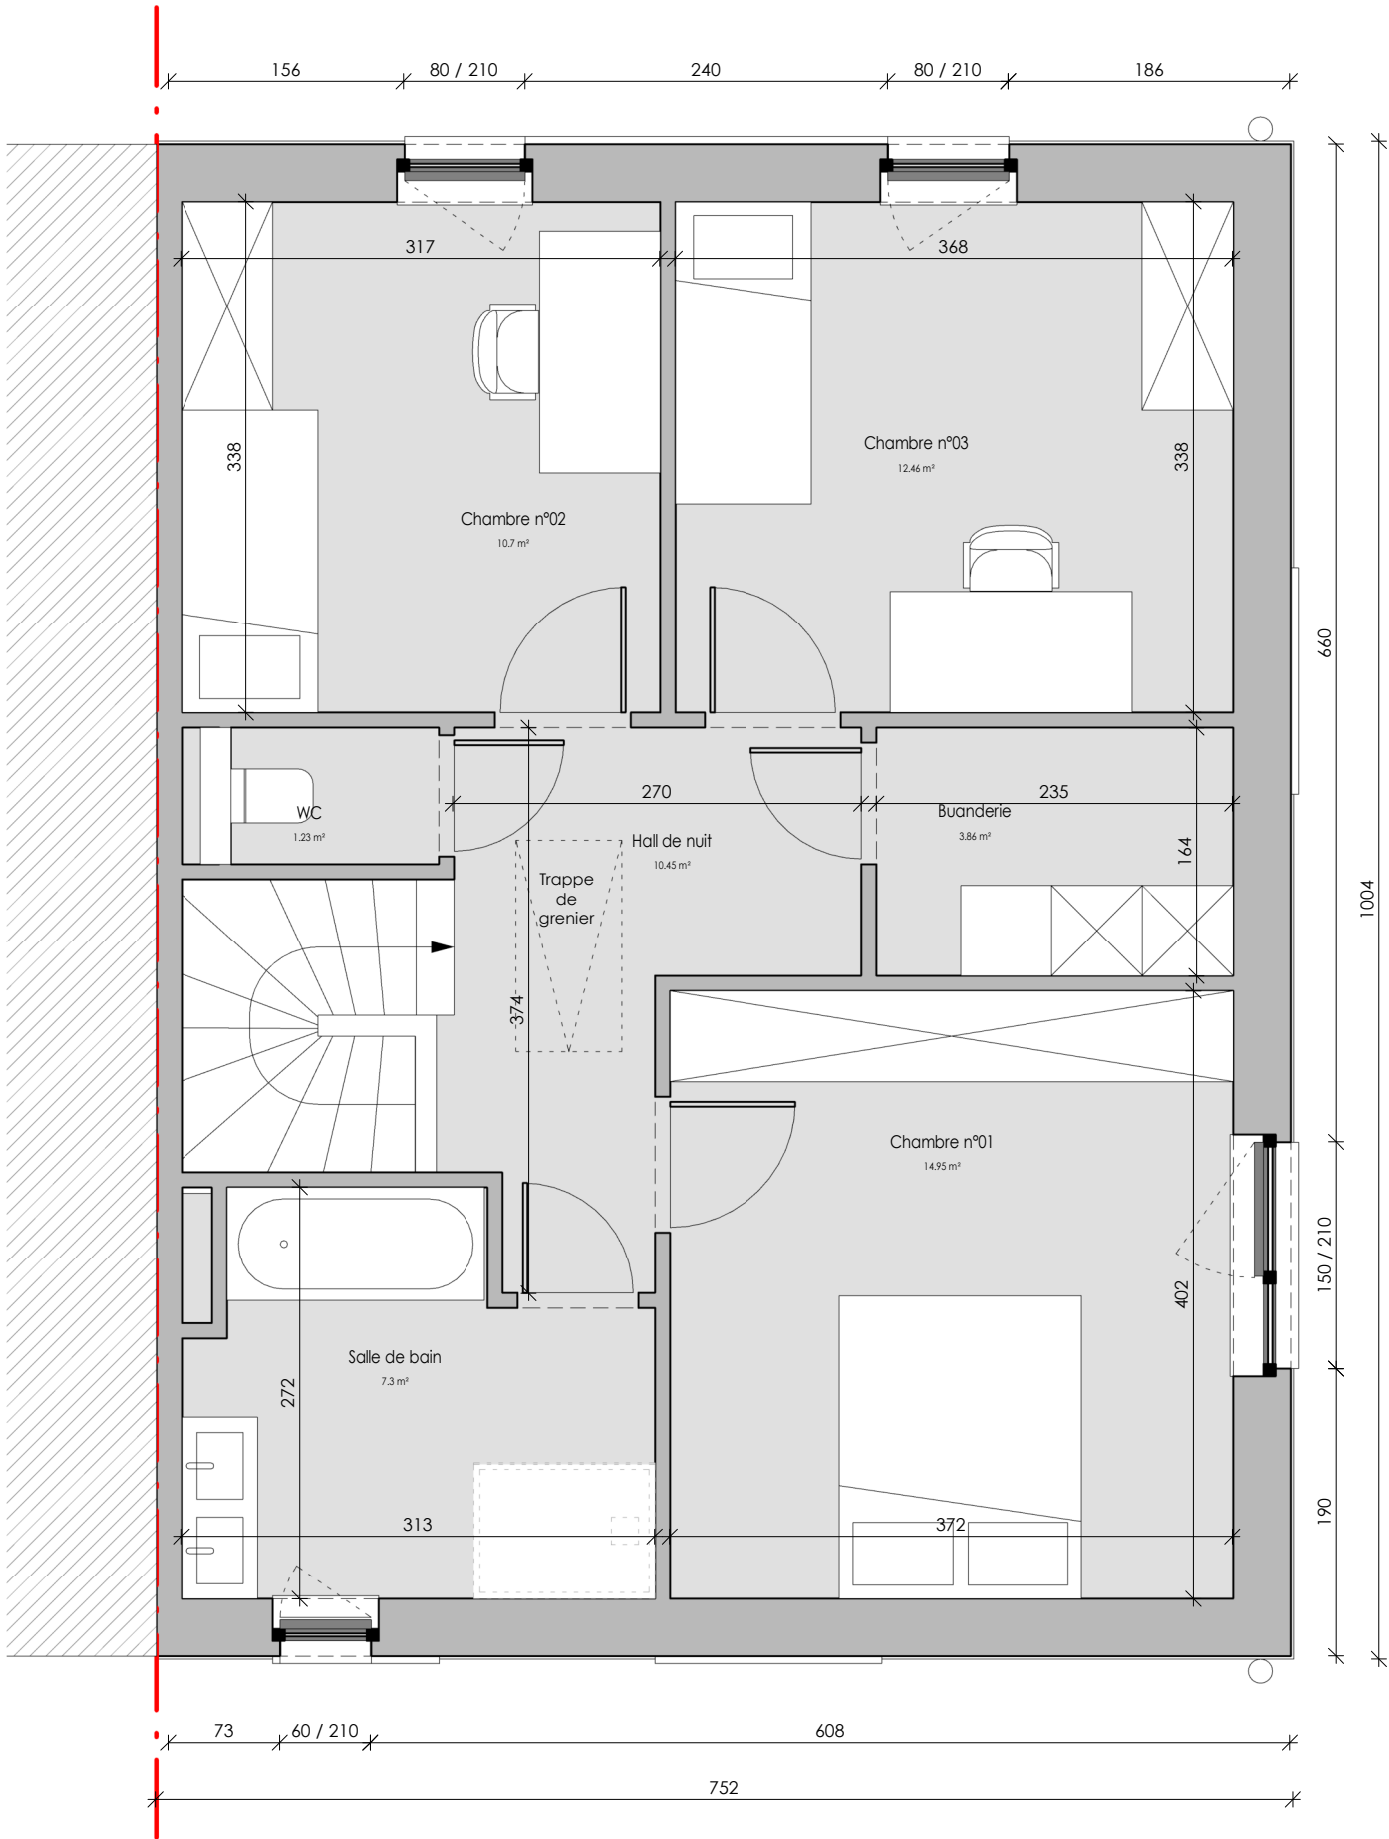 156
80 / 210
240
80 / 210
186
317
368
338
338
Chambre n°03
12.46 m²
Chambre n°02
10.7 m²
660
270
235
WC
1.23 m²
Buanderie
3.86 m²
Hall de nuit
10.45 m²
164
Trappe
de
grenier
1004
374
Chambre n°01
14.95 m²
150 / 210
402
Salle de bain
7.3 m²
272
190
313
372
73
60 / 210
608
752